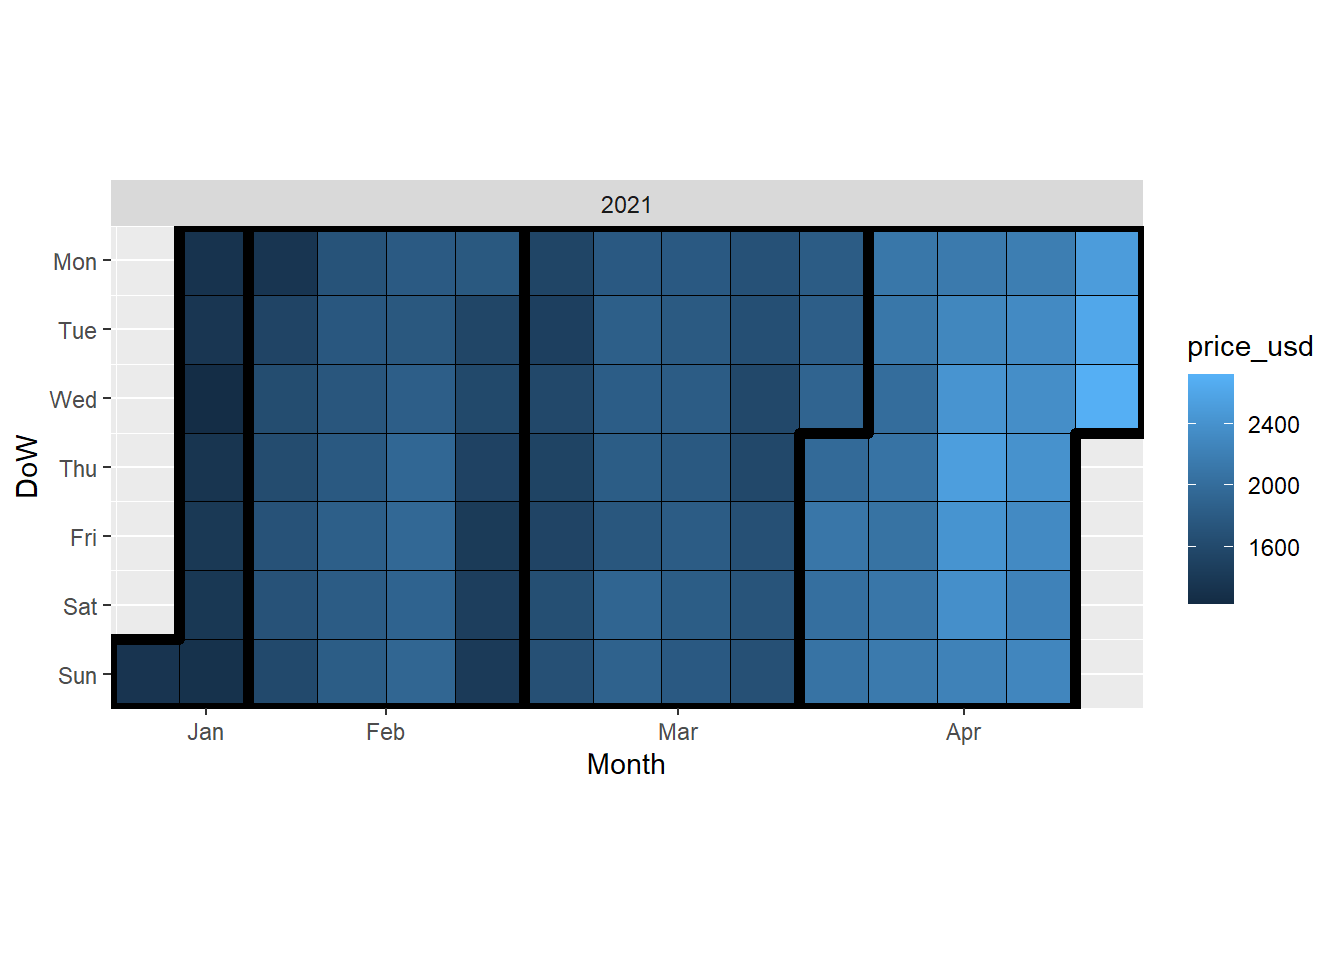 2021
Mon
Tue
Wed
Thu
Fri
Sat
Sun
DoW
Jan Feb Mar Apr
Month
price_usd
2400
2000
1600